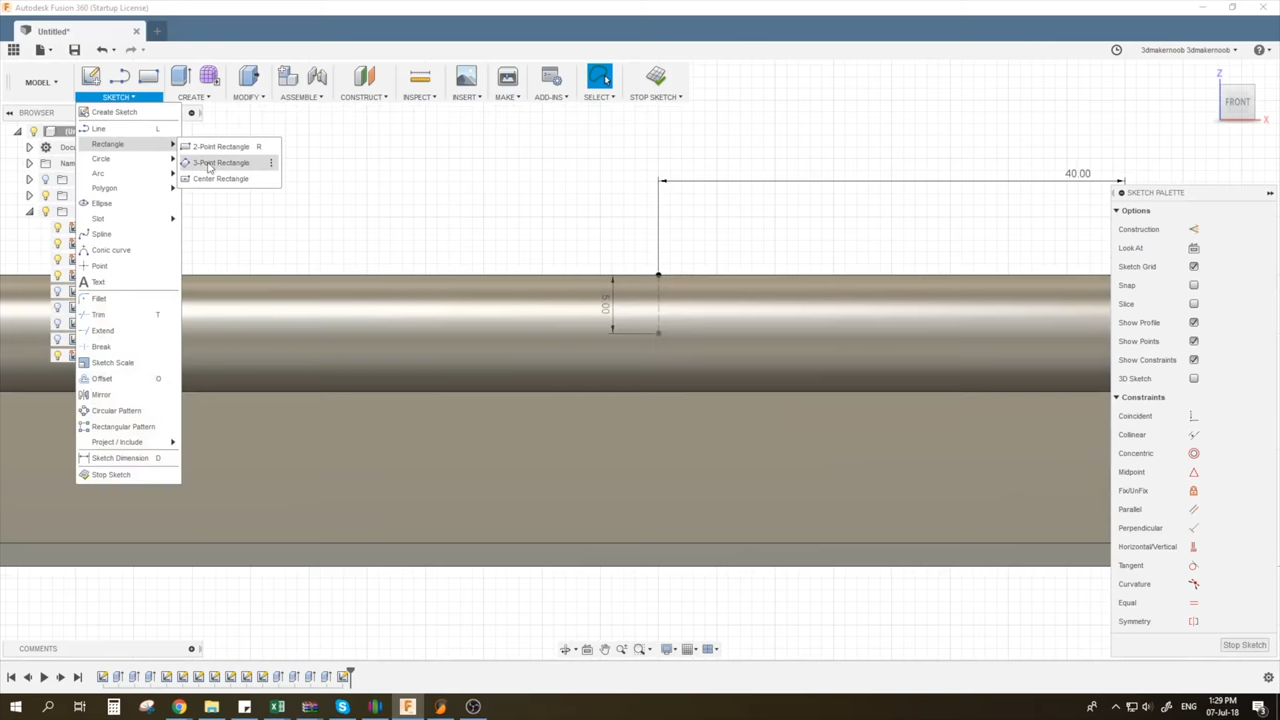 Autodesk Fusion 360 (Startup License)
Untitled*
3dmakernoob 3dmakernoob
MODEL
SKETCH
CREATE
MODIFY
ASSEMBLE
CONSTRUCT
INSPECT
INSERT
MAKE
ADD-INS
SELECT
STOP SKETCH
BROWSER
Create Sketch
Line L
Rectangle
Circle
Arc
Polygon
Ellipse
Slot
Spline
Conic curve
Point
Text
Fillet
Trim T
Extend
Break
Sketch Scale
Offset O
Mirror
Circular Pattern
Rectangular Pattern
Project / Include
Sketch Dimension D
Stop Sketch
2-Point Rectangle R
3-Point Rectangle
Center Rectangle
40.00
5.00
Z
FRONT
X
SKETCH PALETTE
Options
Construction
Look At
Sketch Grid
Snap
Slice
Show Profile
Show Points
Show Constraints
3D Sketch
Constraints
Coincident
Collinear
Concentric
Midpoint
Fix/UnFix
Parallel
Perpendicular
Horizontal/Vertical
Tangent
Curvature
Equal
Symmetry
Stop Sketch
COMMENTS
ENG
1:29 PM
07-Jul-18